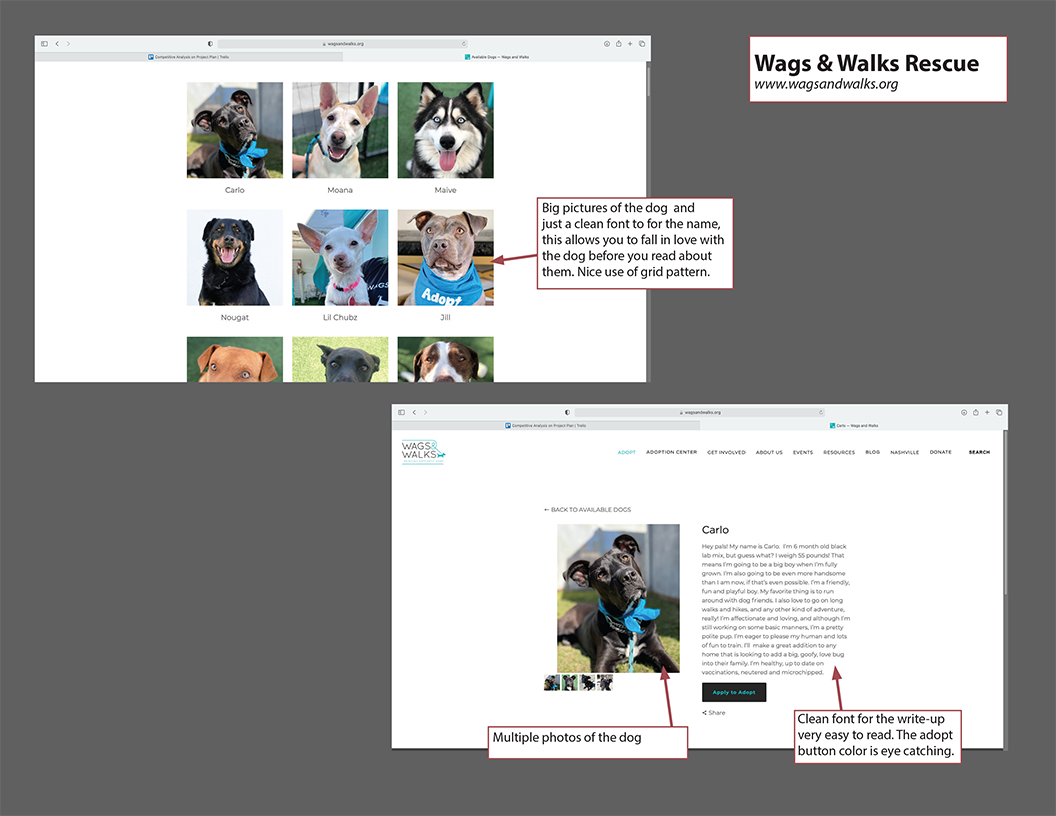 wagsandwalks.org
Competitive Analysis on Project Plan | Trello
Available Dogs — Wags and Walks
Wags & Walks Rescue
www.wagsandwalks.org
Carlo
Moana
Maive
Big pictures of the dog  and
just a clean font to for the name,
this allows you to fall in love with
the dog before you read about
them. Nice use of grid pattern.
WAGS
Adopt
Nougat
Lil Chubz
Jill
wagsandwalks.org
Competitive Analysis on Project Plan | Trello
Carlo — Wags and Walks
WAGS&
WALKS
ADOPT
ADOPTION CENTER
GET INVOLVED
ABOUT US
EVENTS
RESOURCES
BLOG
NASHVILLE
DONATE
SEARCH
← BACK TO AVAILABLE DOGS
Carlo
Hey pals! My name is Carlo.  I'm 6 month old black
lab mix, but guess what? I weigh 55 pounds! That
means I'm going to be a big boy when I'm fully
grown. I'm also going to be even more handsome
than I am now, if that's even possible. I'm a friendly,
fun and playful boy. My favorite thing is to run
around with dog friends. I also love to go on long
walks and hikes, and any other kind of adventure,
really! I'm affectionate and loving, and although I'm
still working on some basic manners, I'm a pretty
polite pup. I'm eager to please my human and lots
of fun to train. I'll  make a great addition to any
home that is looking to add a big, goofy, love bug
into their family. I'm healthy, up to date on
vaccinations, neutered and microchipped.
Apply to Adopt
Share
Multiple photos of the dog
Clean font for the write-up
very easy to read. The adopt
button color is eye catching.